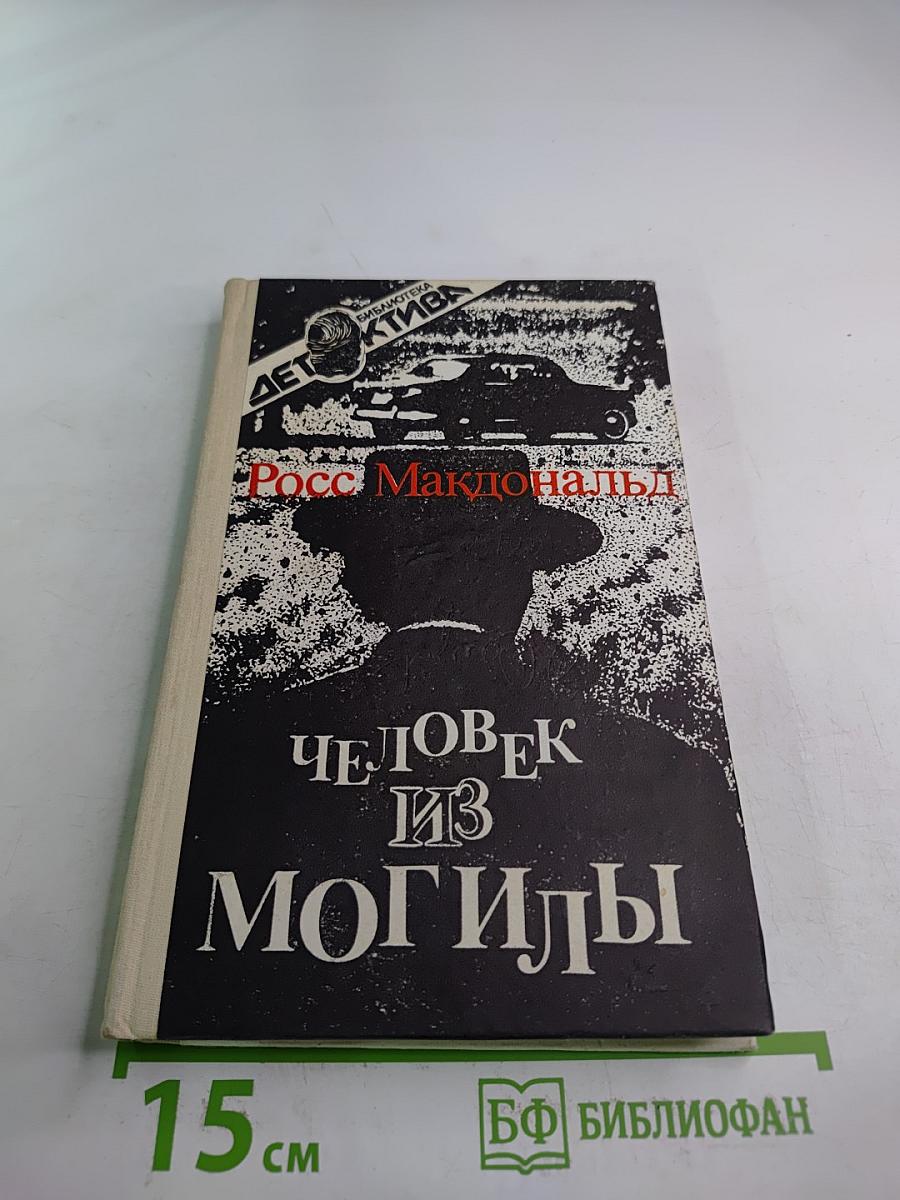 БИБЛИОТЕКА
ДЕТЕКТИВА
Росс Макдональд
ЧЕЛОВЕК
ИЗ
МОГИЛЫ
15 см
БФ БИБЛИОФАН